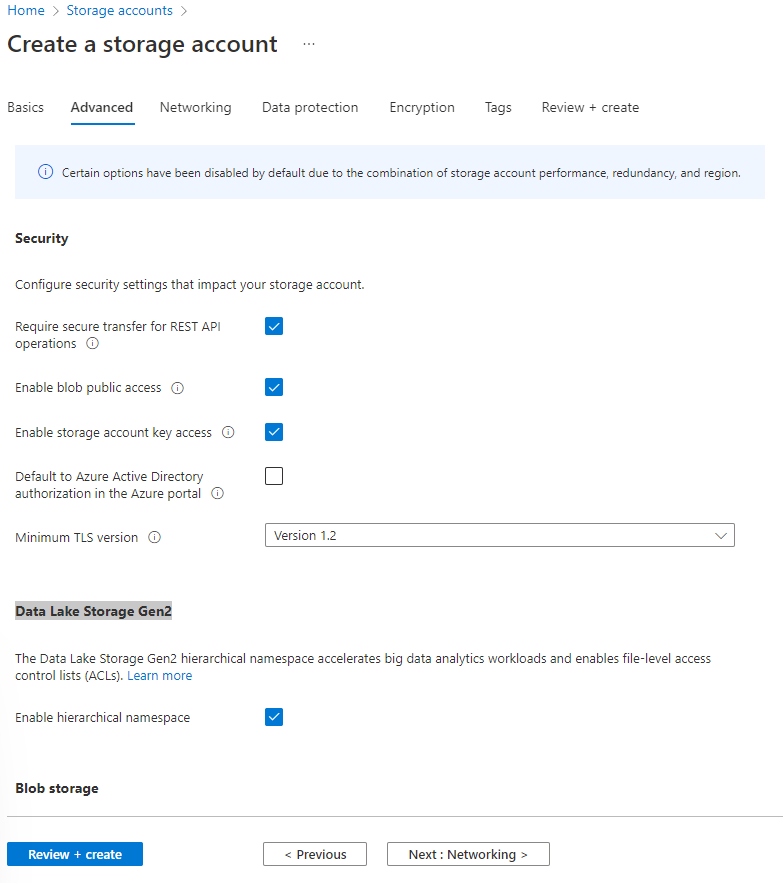 Home > Storage accounts >
Create a storage account ...
Basics Advanced Networking Data protection Encryption Tags Review + create
Certain options have been disabled by default due to the combination of storage account performance, redundancy, and region.
Security
Configure security settings that impact your storage account.
Require secure transfer for REST API
operations
Enable blob public access
Enable storage account key access
Default to Azure Active Directory
authorization in the Azure portal
Minimum TLS version Version 1.2
Data Lake Storage Gen2
The Data Lake Storage Gen2 hierarchical namespace accelerates big data analytics workloads and enables file-level access
control lists (ACLs). Learn more
Enable hierarchical namespace
Blob storage
Review + create < Previous Next : Networking >